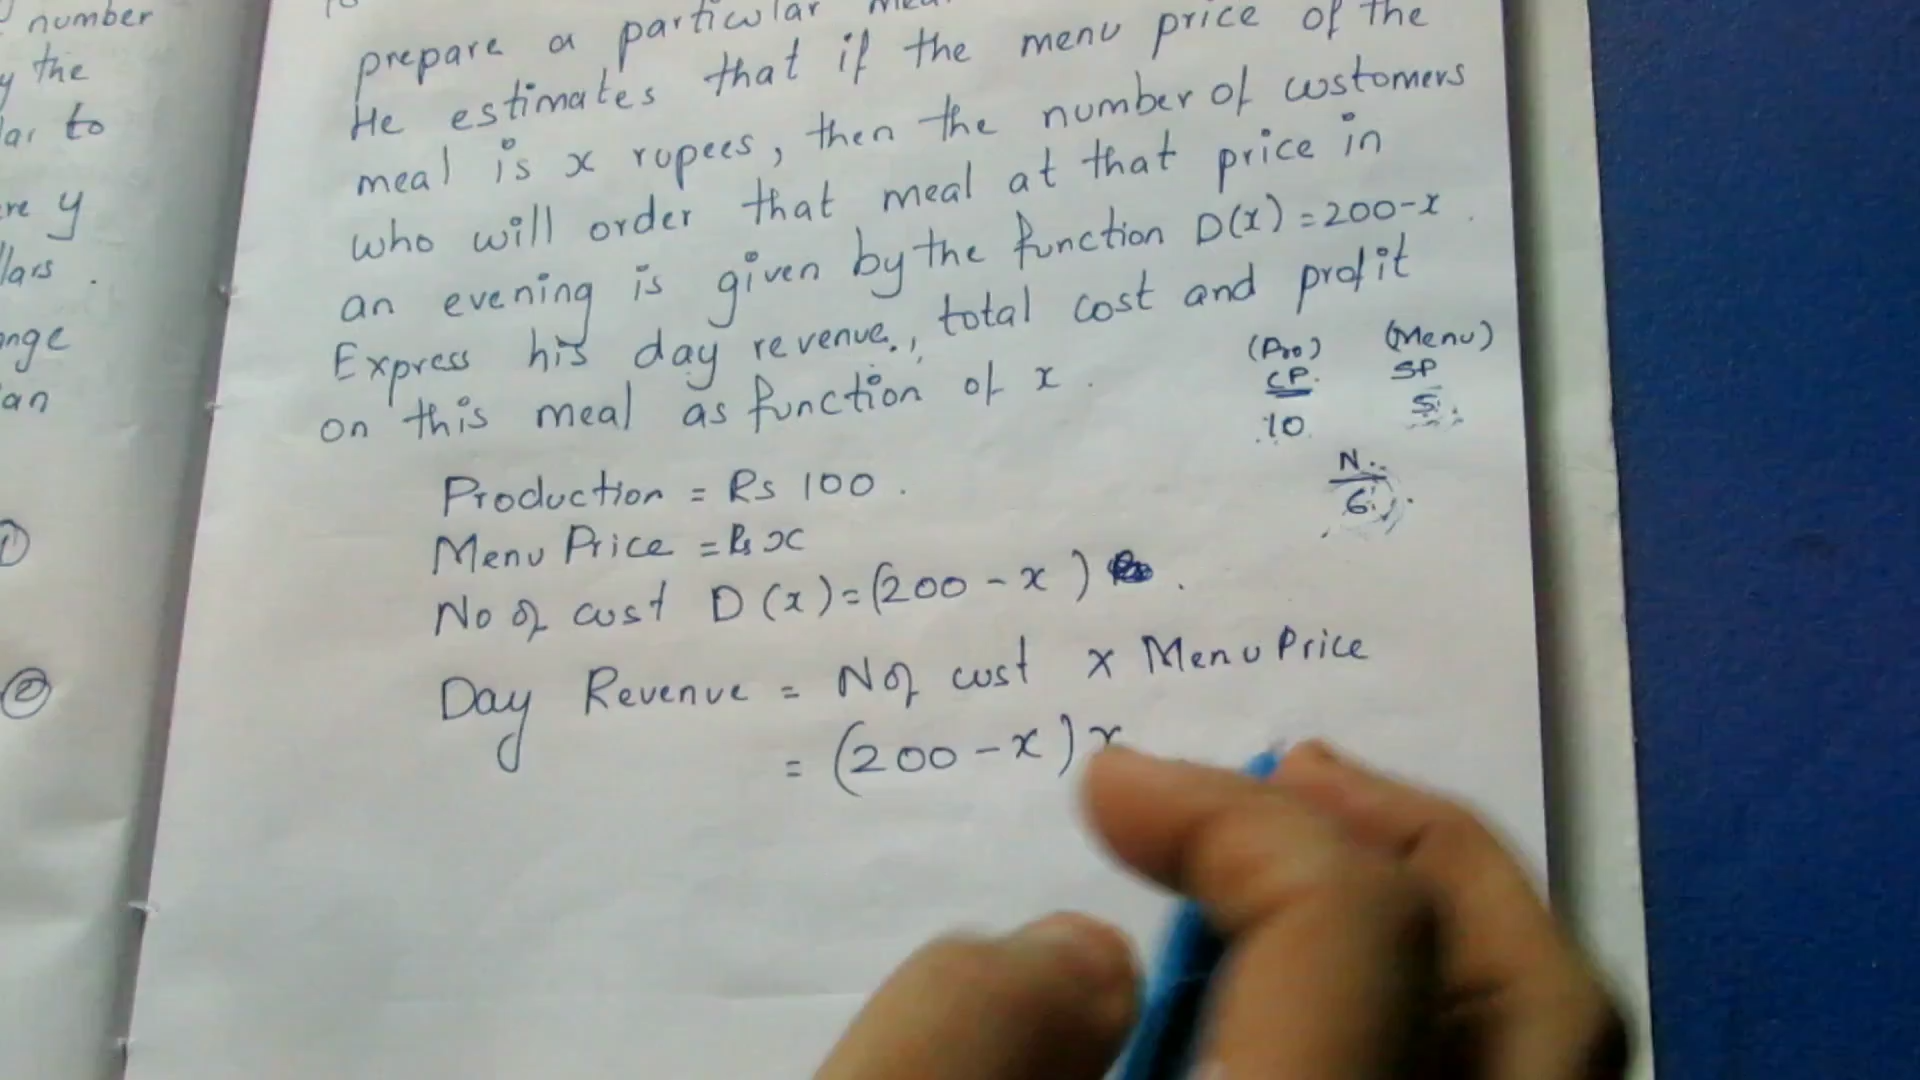 number
the
to
y
prepare a particular
He estimates that if the menu price of the
meal is x rupees, then the number of customers
who will order that meal at that price in
an evening is given by the function D(x) = 200-x.
Express his day revenue., total cost and profit
on this meal as function of x.
(Pro) (Menu)
CP. SP
10 5
N.
6
Production = Rs 100.
Menu Price = Rs x
No of cust D(x) = (200 - x).
Day Revenue = N of cust x Menu Price
= (200 - x) x
①
②